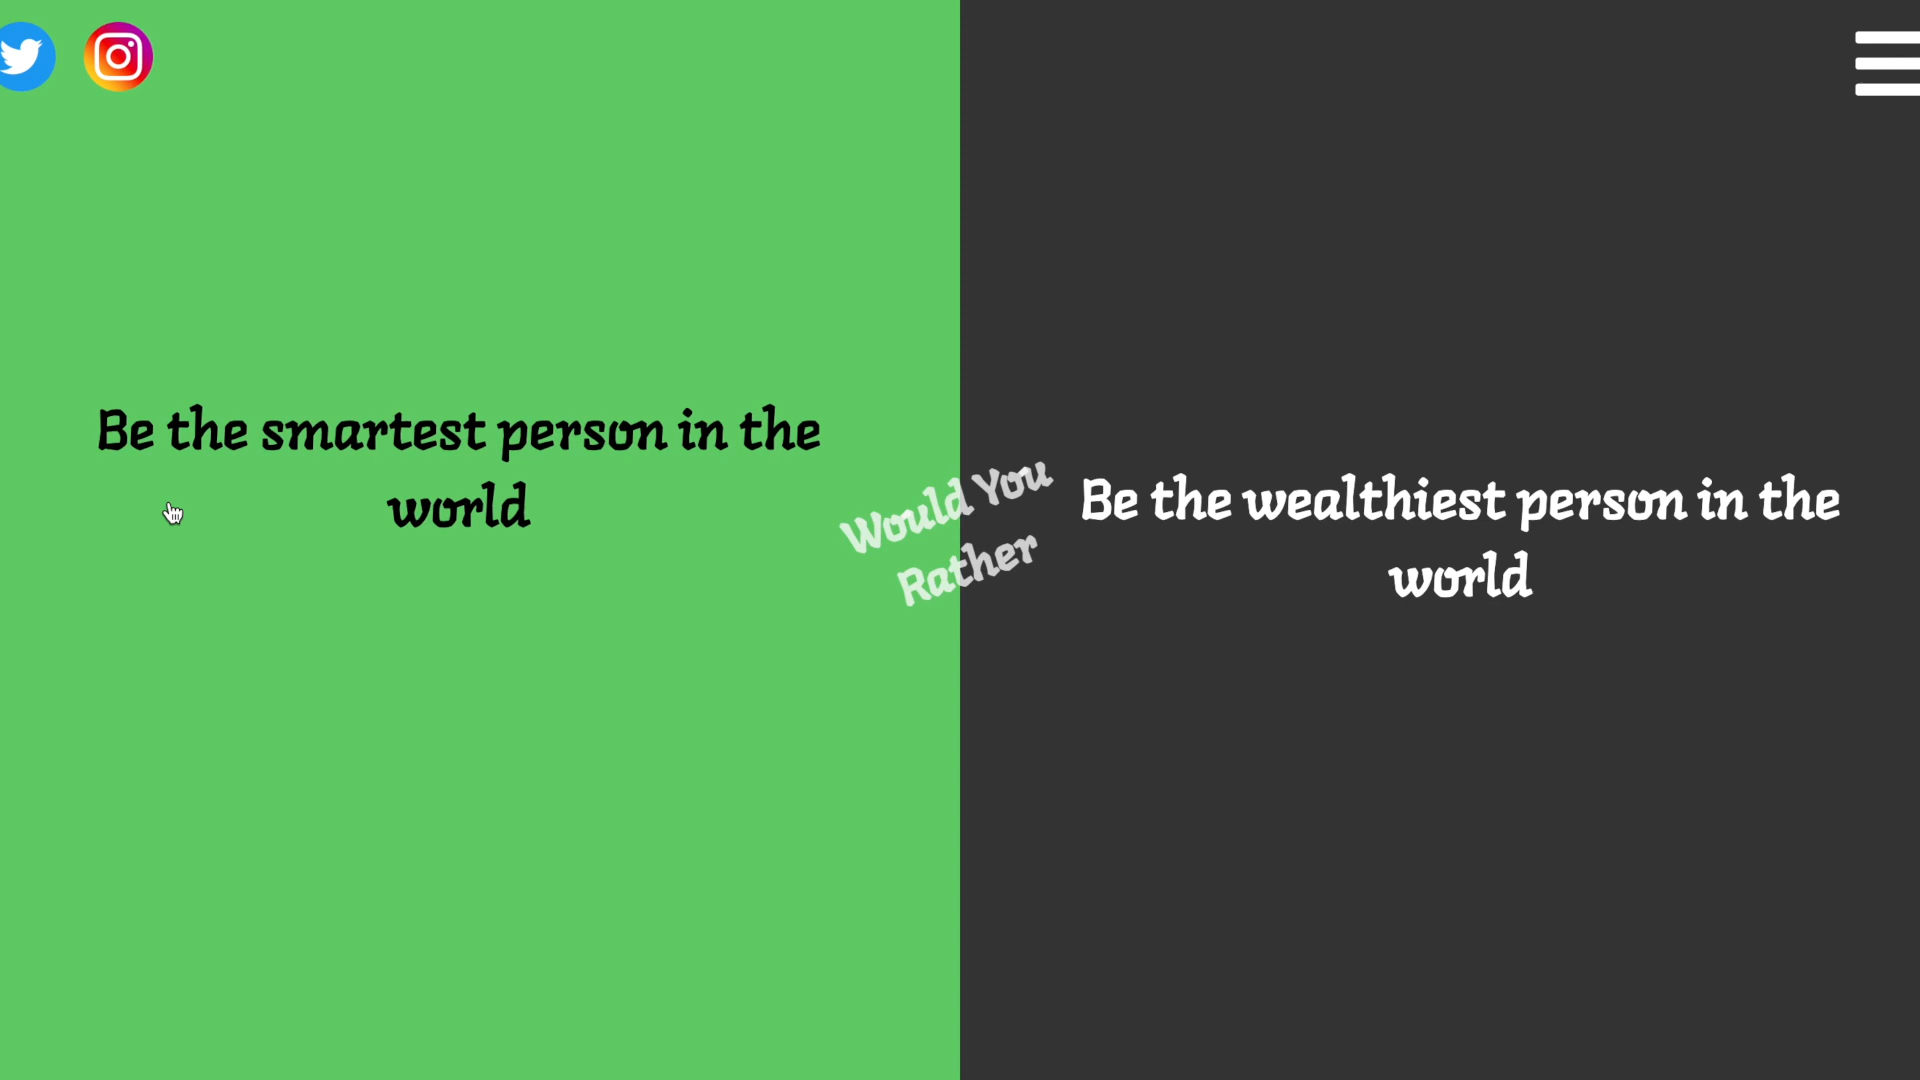 Be the smartest person in the
world
Would You
Rather
Be the wealthiest person in the
world